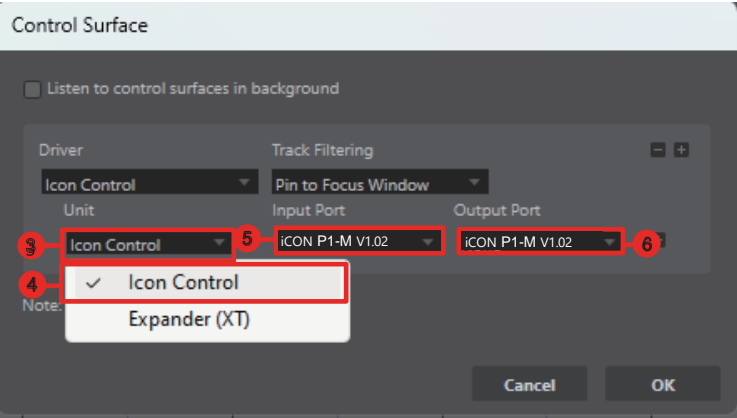 Control Surface
Listen to control surfaces in background
Driver Track Filtering
Icon Control Pin to Focus Window
Unit Input Port Output Port
3 Icon Control 5 iCON P1-M V1.02 iCON P1-M V1.02 6
4 ✓ Icon Control
Note:
Expander (XT)
Cancel OK